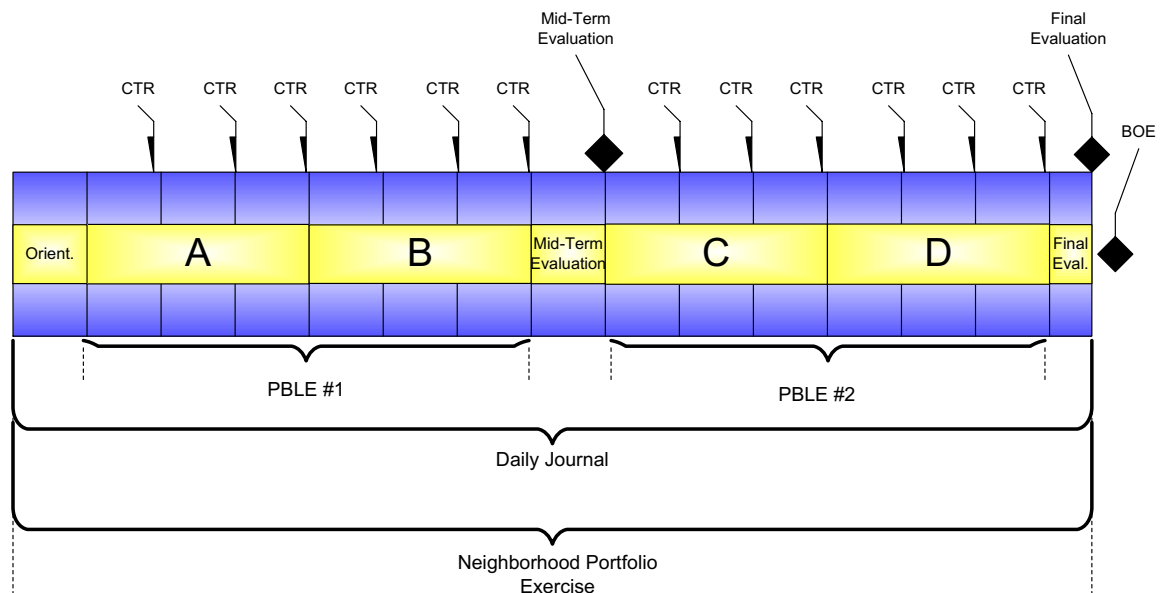 Mid-Term
Evaluation
Final
Evaluation
CTR
CTR
CTR
CTR
CTR
CTR
CTR
CTR
CTR
CTR
CTR
CTR
BOE
Orient.
A
B
Mid-Term
Evaluation
C
D
Final
Eval.
PBLE #1
PBLE #2
Daily Journal
Neighborhood Portfolio
Exercise